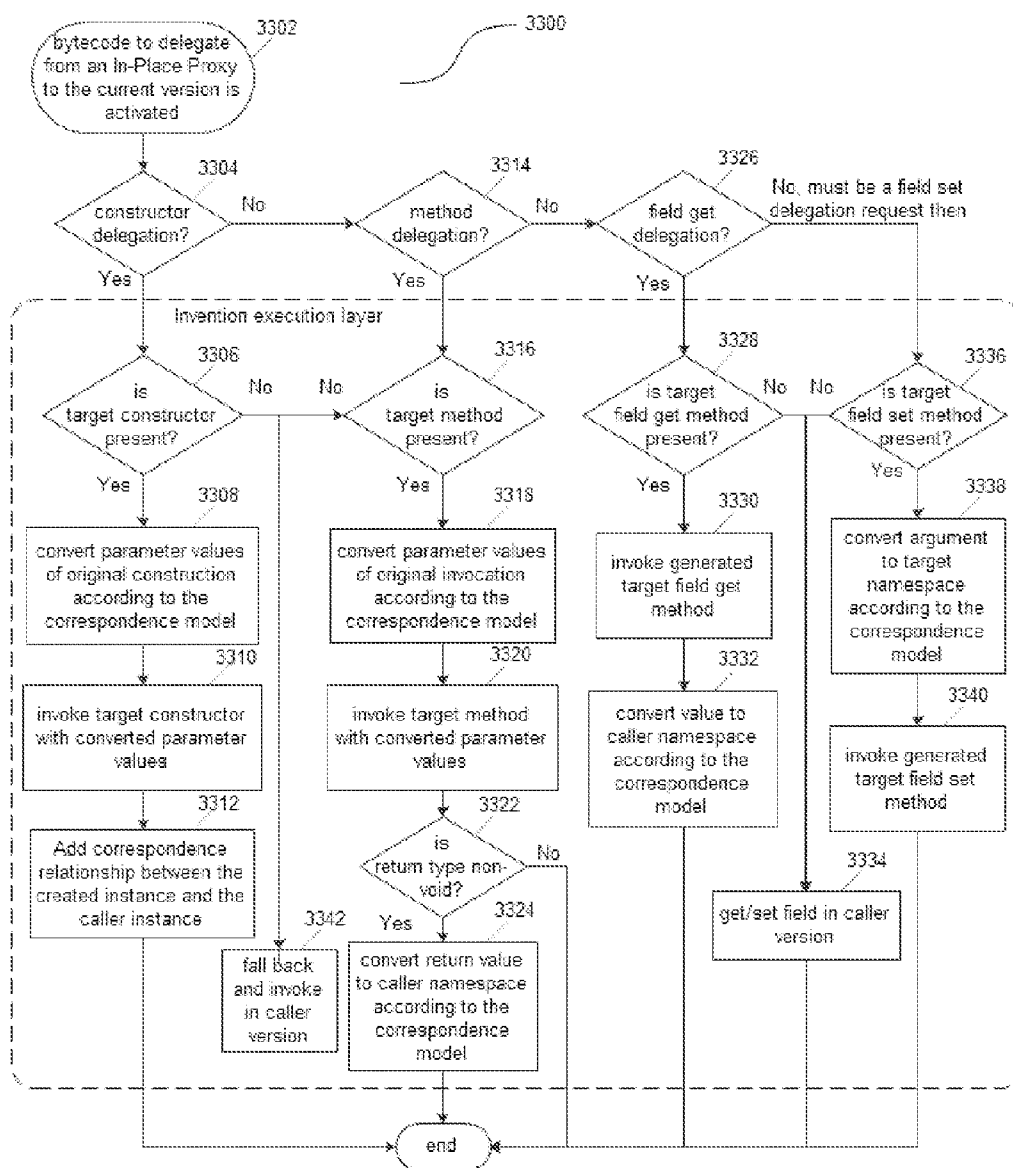 3300
3302
bytecode to delegate
from an In-Place Proxy
to the current version is
activated
3304
constructor
delegation?
No
Yes
3314
method
delegation?
No
Yes
3326
field get
delegation?
No, must be a field set
delegation request then
Yes
Invention execution layer
3306
is
target constructor
present?
No
Yes
3316
is
target method
present?
No
Yes
3328
is target
field get method
present?
No
Yes
3336
is target
field set method
present?
No
Yes
3308
convert parameter values
of original construction
according to the
correspondence model
3310
invoke target constructor
with converted parameter
values
3312
Add correspondence
relationship between the
created instance and the
caller instance
3342
fall back
and invoke
in caller
version
3318
convert parameter values
of original invocation
according to the
correspondence model
3320
invoke target method
with converted parameter
values
3322
is
return type non-
void?
No
Yes
3324
convert return value
to caller namespace
according to the
correspondence
model
3330
invoke generated
target field get
method
3332
convert value to
caller namespace
according to the
correspondence
model
3338
convert argument
to target
namespace
according to the
correspondence
model
3340
invoke generated
target field set
method
3334
get/set field in caller
version
end